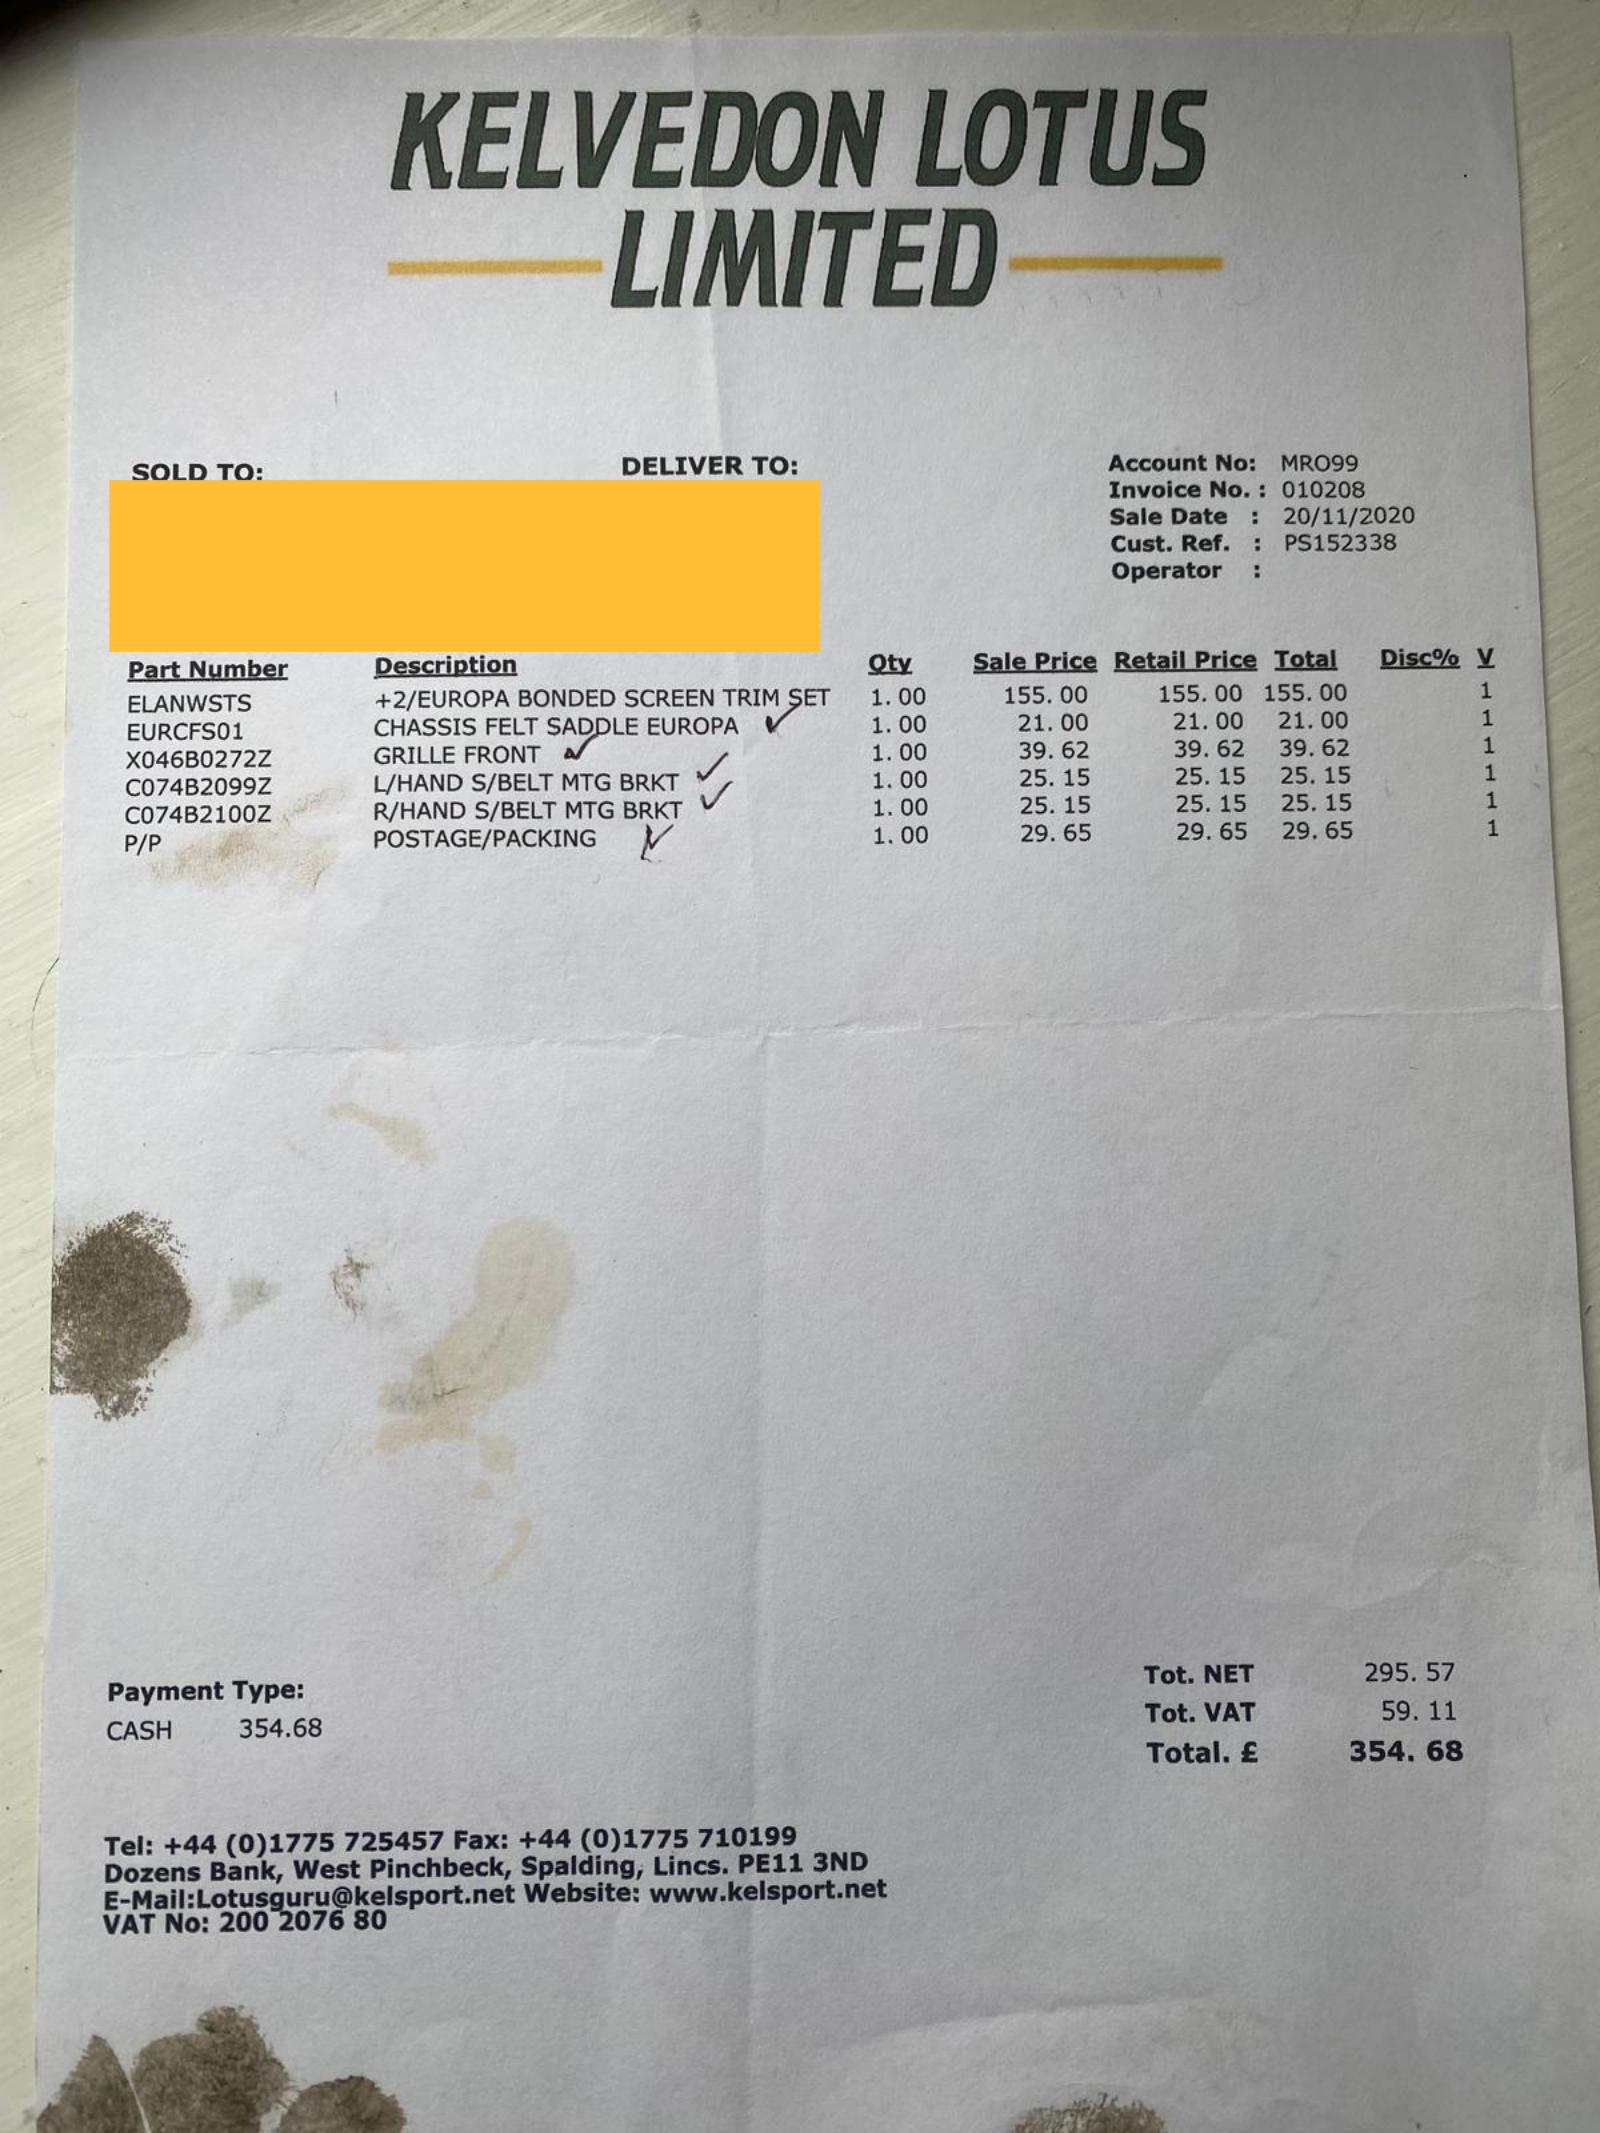 KELVEDON LOTUS
LIMITED
SOLD TO:
DELIVER TO:
Account No: MRO99
Invoice No. : 010208
Sale Date : 20/11/2020
Cust. Ref. : PS152338
Operator :
Part Number Description Qty Sale Price Retail Price Total Disc% V
ELANWSTS +2/EUROPA BONDED SCREEN TRIM SET 1.00 155.00 155.00 155.00 1
EURCFS01 CHASSIS FELT SADDLE EUROPA 1.00 21.00 21.00 21.00 1
X046B0272Z GRILLE FRONT 1.00 39.62 39.62 39.62 1
C074B2099Z L/HAND S/BELT MTG BRKT 1.00 25.15 25.15 25.15 1
C074B2100Z R/HAND S/BELT MTG BRKT 1.00 25.15 25.15 25.15 1
P/P POSTAGE/PACKING 1.00 29.65 29.65 29.65 1
Payment Type:
CASH 354.68
Tot. NET 295.57
Tot. VAT 59.11
Total. £ 354.68
Tel: +44 (0)1775 725457 Fax: +44 (0)1775 710199
Dozens Bank, West Pinchbeck, Spalding, Lincs. PE11 3ND
E-Mail:Lotusguru@kelsport.net Website: www.kelsport.net
VAT No: 200 2076 80